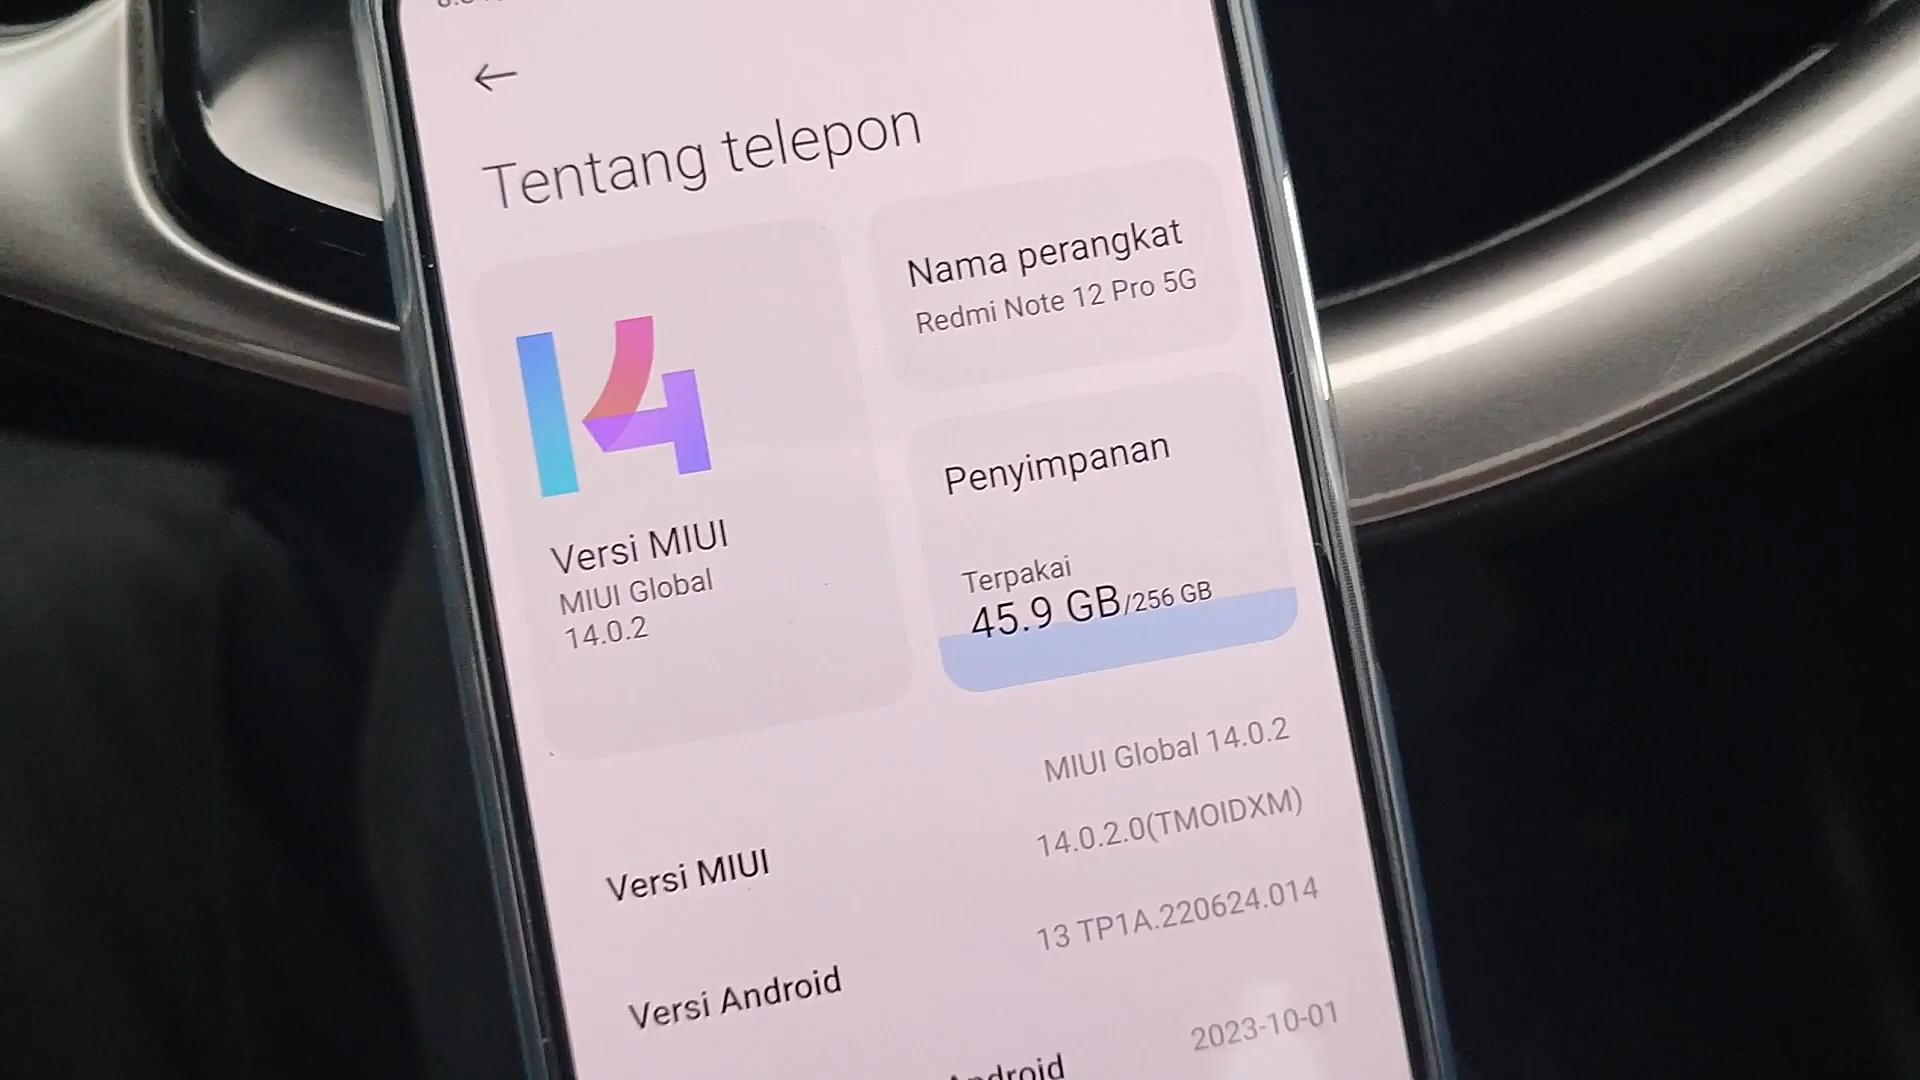 ←
Tentang telepon
14
Versi MIUI
MIUI Global
14.0.2
Nama perangkat
Redmi Note 12 Pro 5G
Penyimpanan
Terpakai
45.9 GB/256 GB
Versi MIUI
MIUI Global 14.0.2
14.0.2.0(TMOIDXM)
Versi Android
13 TP1A.220624.014
Android
2023-10-01